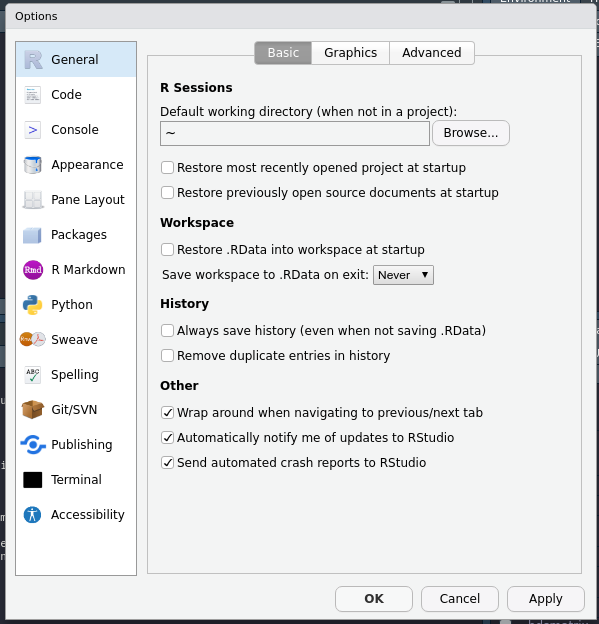 Options
General
Code
Console
Appearance
Pane Layout
Packages
Rmd R Markdown
Python
Sweave
ABC Spelling
Git/SVN
Publishing
Terminal
Accessibility
Basic Graphics Advanced
R Sessions
Default working directory (when not in a project):
~ Browse...
Restore most recently opened project at startup
Restore previously open source documents at startup
Workspace
Restore .RData into workspace at startup
Save workspace to .RData on exit: Never
History
Always save history (even when not saving .RData)
Remove duplicate entries in history
Other
Wrap around when navigating to previous/next tab
Automatically notify me of updates to RStudio
Send automated crash reports to RStudio
OK Cancel Apply